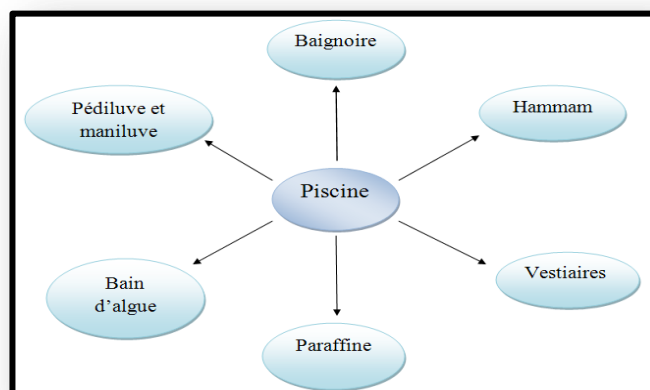 Baignoire
Pédiluve et
maniluve
Hammam
Piscine
Bain
d’algue
Vestiaires
Paraffine